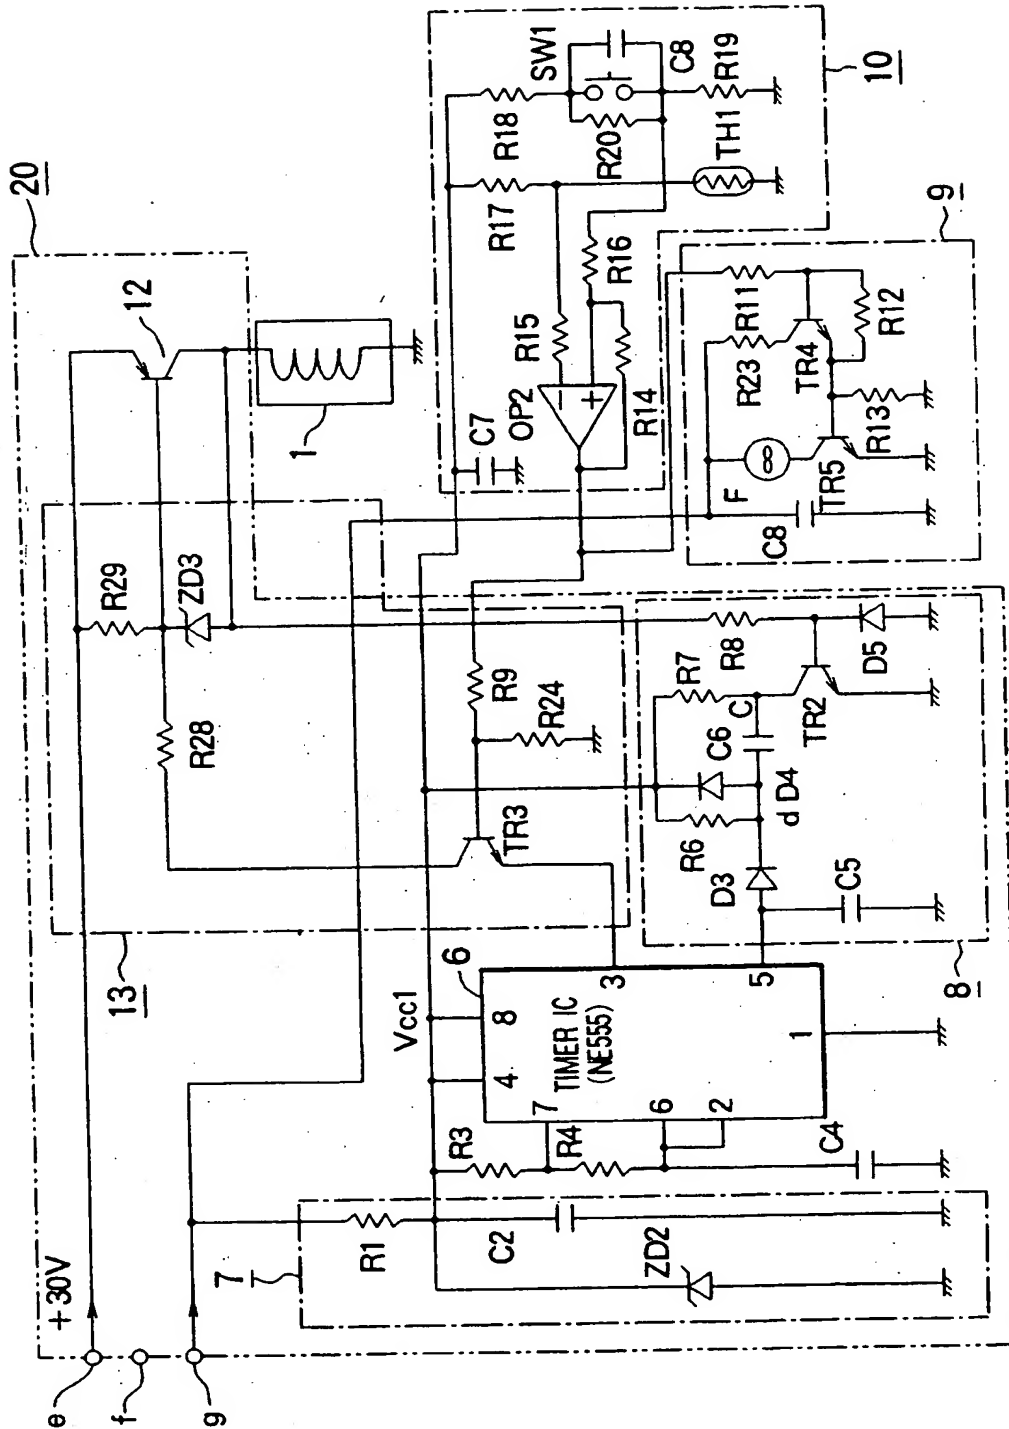 20
+30V
e
f
g
13
R29
ZD3
12
R28
1
R9
R24
TR3
C7
OP2
R14
R15
R16
R17
R18
R20
SW1
C8
R19
TH1
10
9
R11
R12
R23
TR4
R13
F
TR5
C8
Vcc1
6
8
4
3
7
TIMER IC
(NE555)
6
2
5
1
R3
R4
C4
7
R1
C2
ZD2
8
R7
C
R8
C6
R6
d D4
D3
C5
TR2
D5